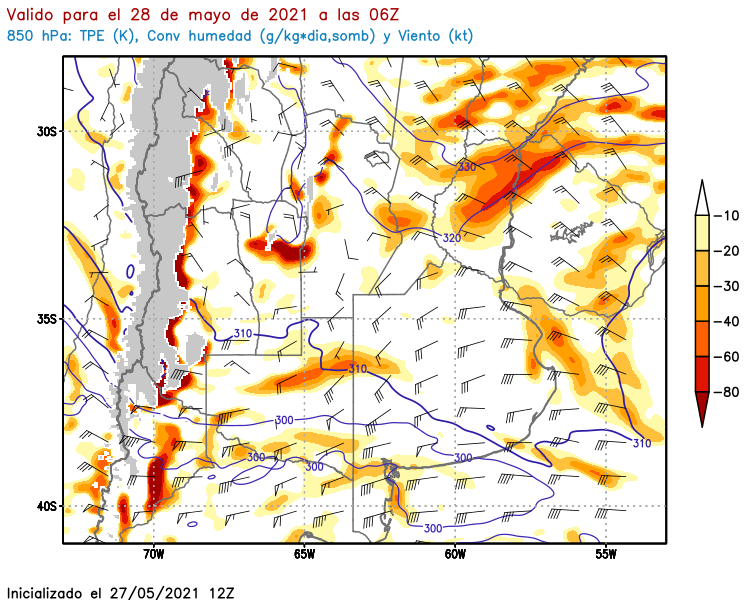 Valido para el 28 de mayo de 2021 a las 06Z
850 hPa: TPE (K), Conv humedad (g/kg*dia,somb) y Viento (kt)
30S
330
320
-10
-20
-30
-40
-60
-80
35S
310
310
300
310
300
300
300
40S
300
70W
65W
60W
55W
Inicializado el 27/05/2021 12Z